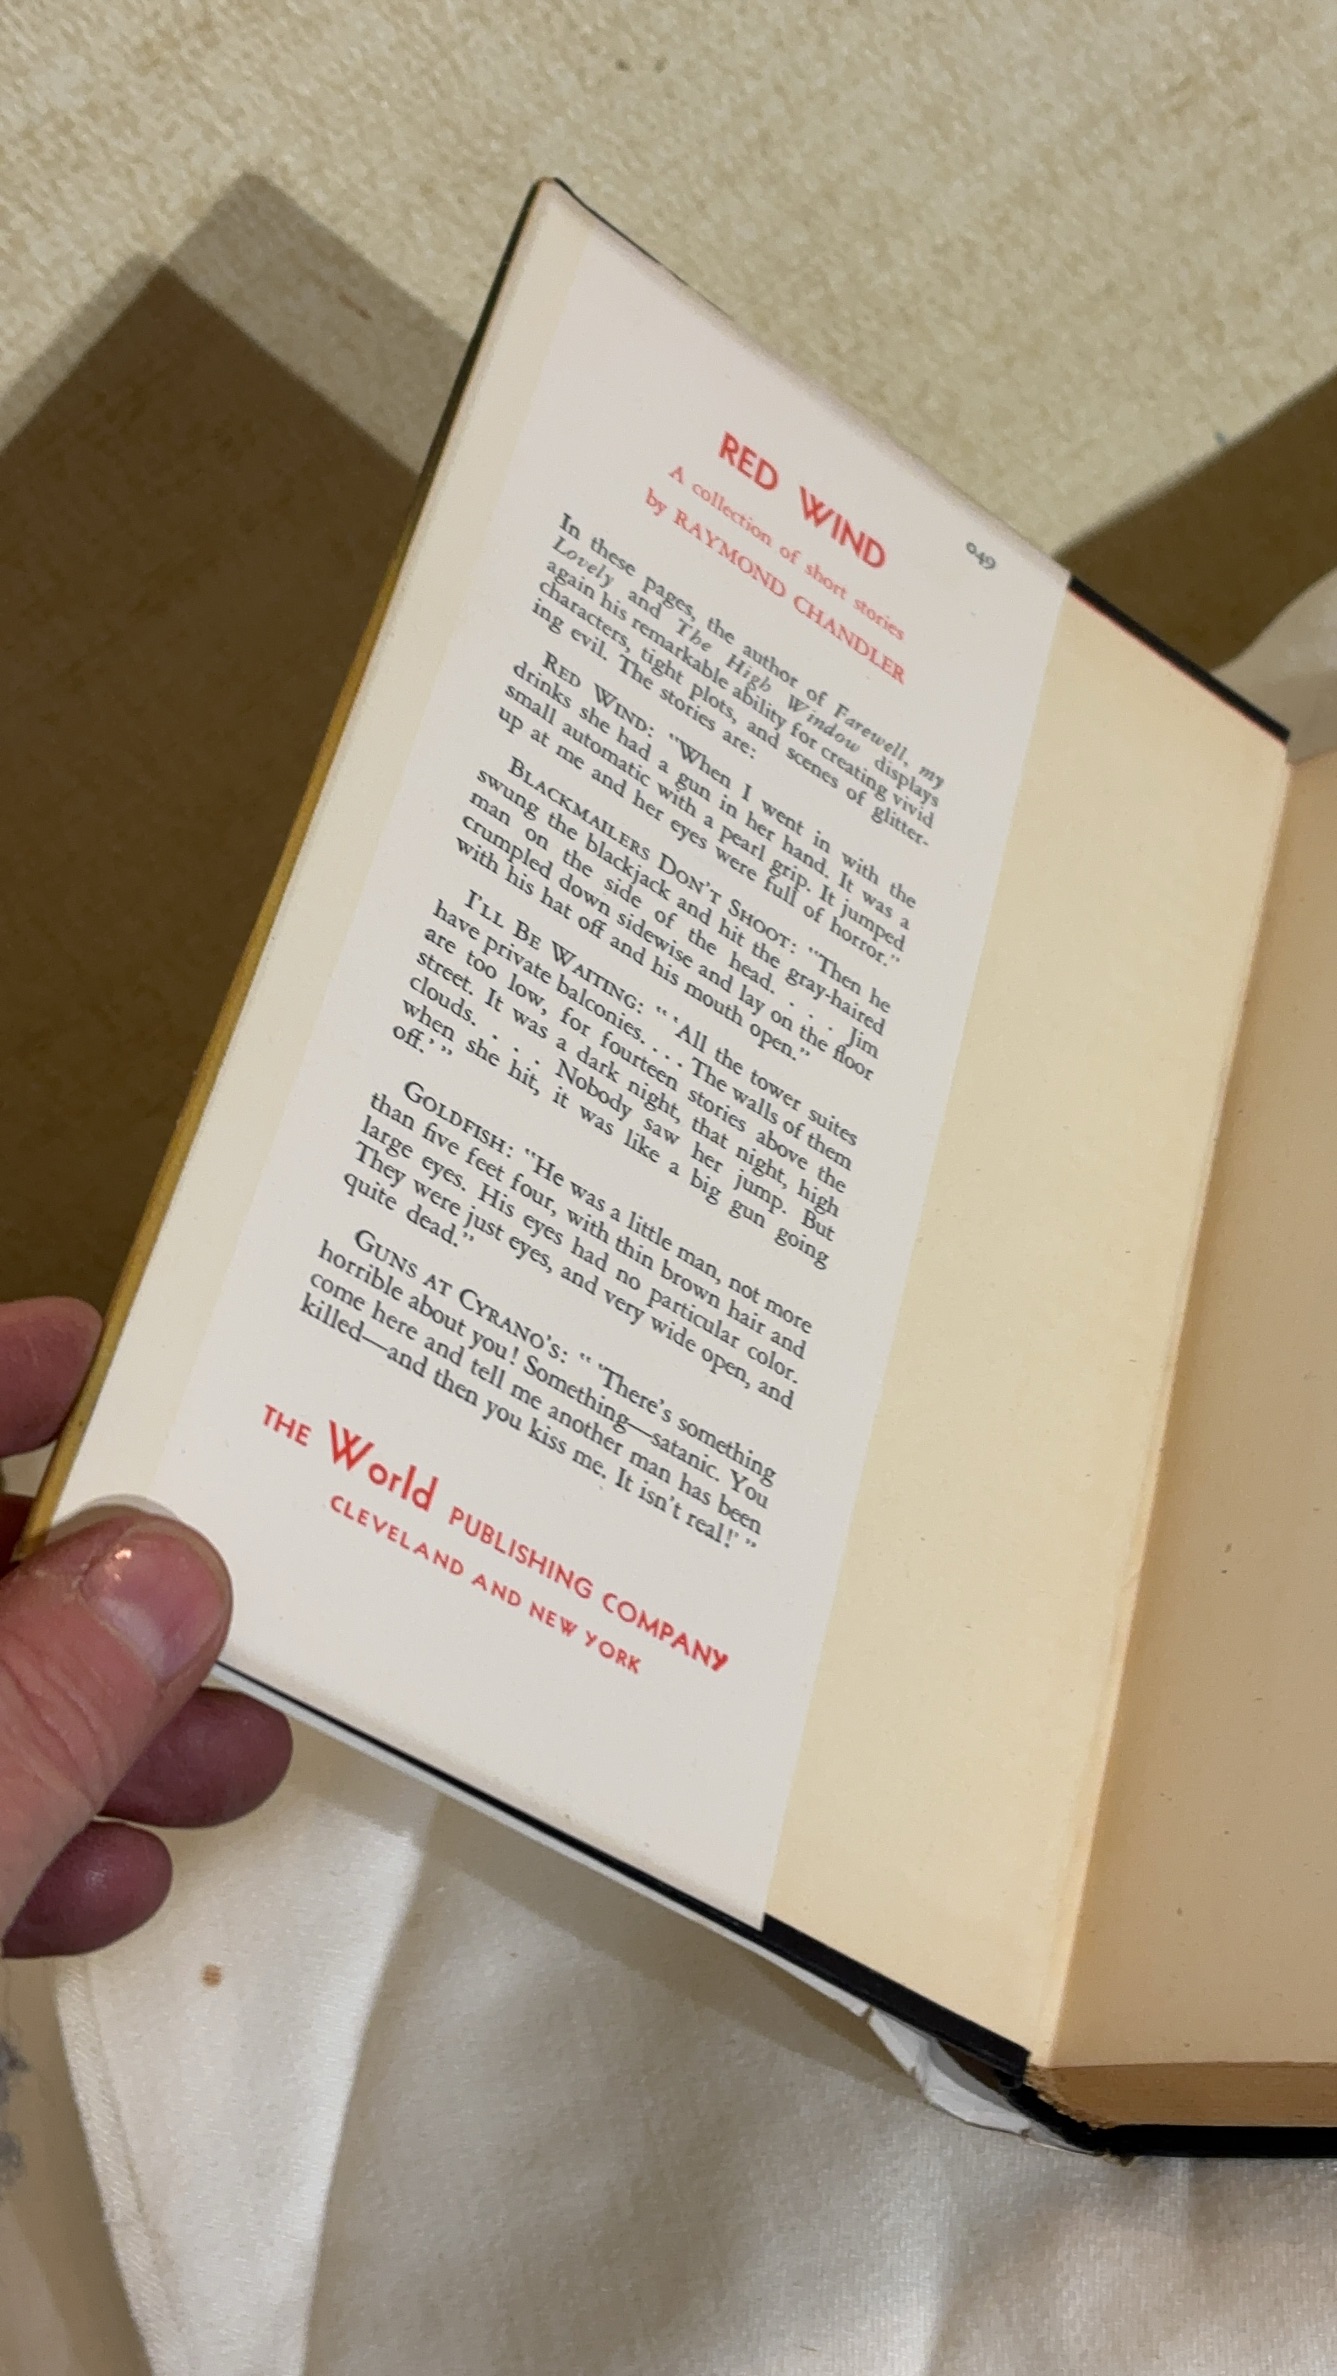 049
RED WIND
A collection of short stories
by RAYMOND CHANDLER
In these pages, the author of Farewell, my
Lovely and The High Window displays
again his remarkable ability for creating vivid
characters, tight plots, and scenes of glitter-
ing evil. The stories are:
RED WIND: "When I went in with the
drinks she had a gun in her hand. It was a
small automatic with a pearl grip. It jumped
up at me and her eyes were full of horror."
BLACKMAILERS DON'T SHOOT: "Then he
swung the blackjack and hit the gray-haired
man on the side of the head. . . . Jim
crumpled down sidewise and lay on the floor
with his hat off and his mouth open."
I'LL BE WAITING: " 'All the tower suites
have private balconies. . . . The walls of them
are too low, for fourteen stories above the
street. It was a dark night, that night, high
clouds. . . . Nobody saw her jump. But
when she hit, it was like a big gun going
off.' "
GOLDFISH: "He was a little man, not more
than five feet four, with thin brown hair and
large eyes. His eyes had no particular color.
They were just eyes, and very wide open, and
quite dead."
GUNS AT CYRANO'S: " 'There's something
horrible about you! Something—satanic. You
come here and tell me another man has been
killed—and then you kiss me. It isn't real!' "
THE World PUBLISHING COMPANY
CLEVELAND AND NEW YORK